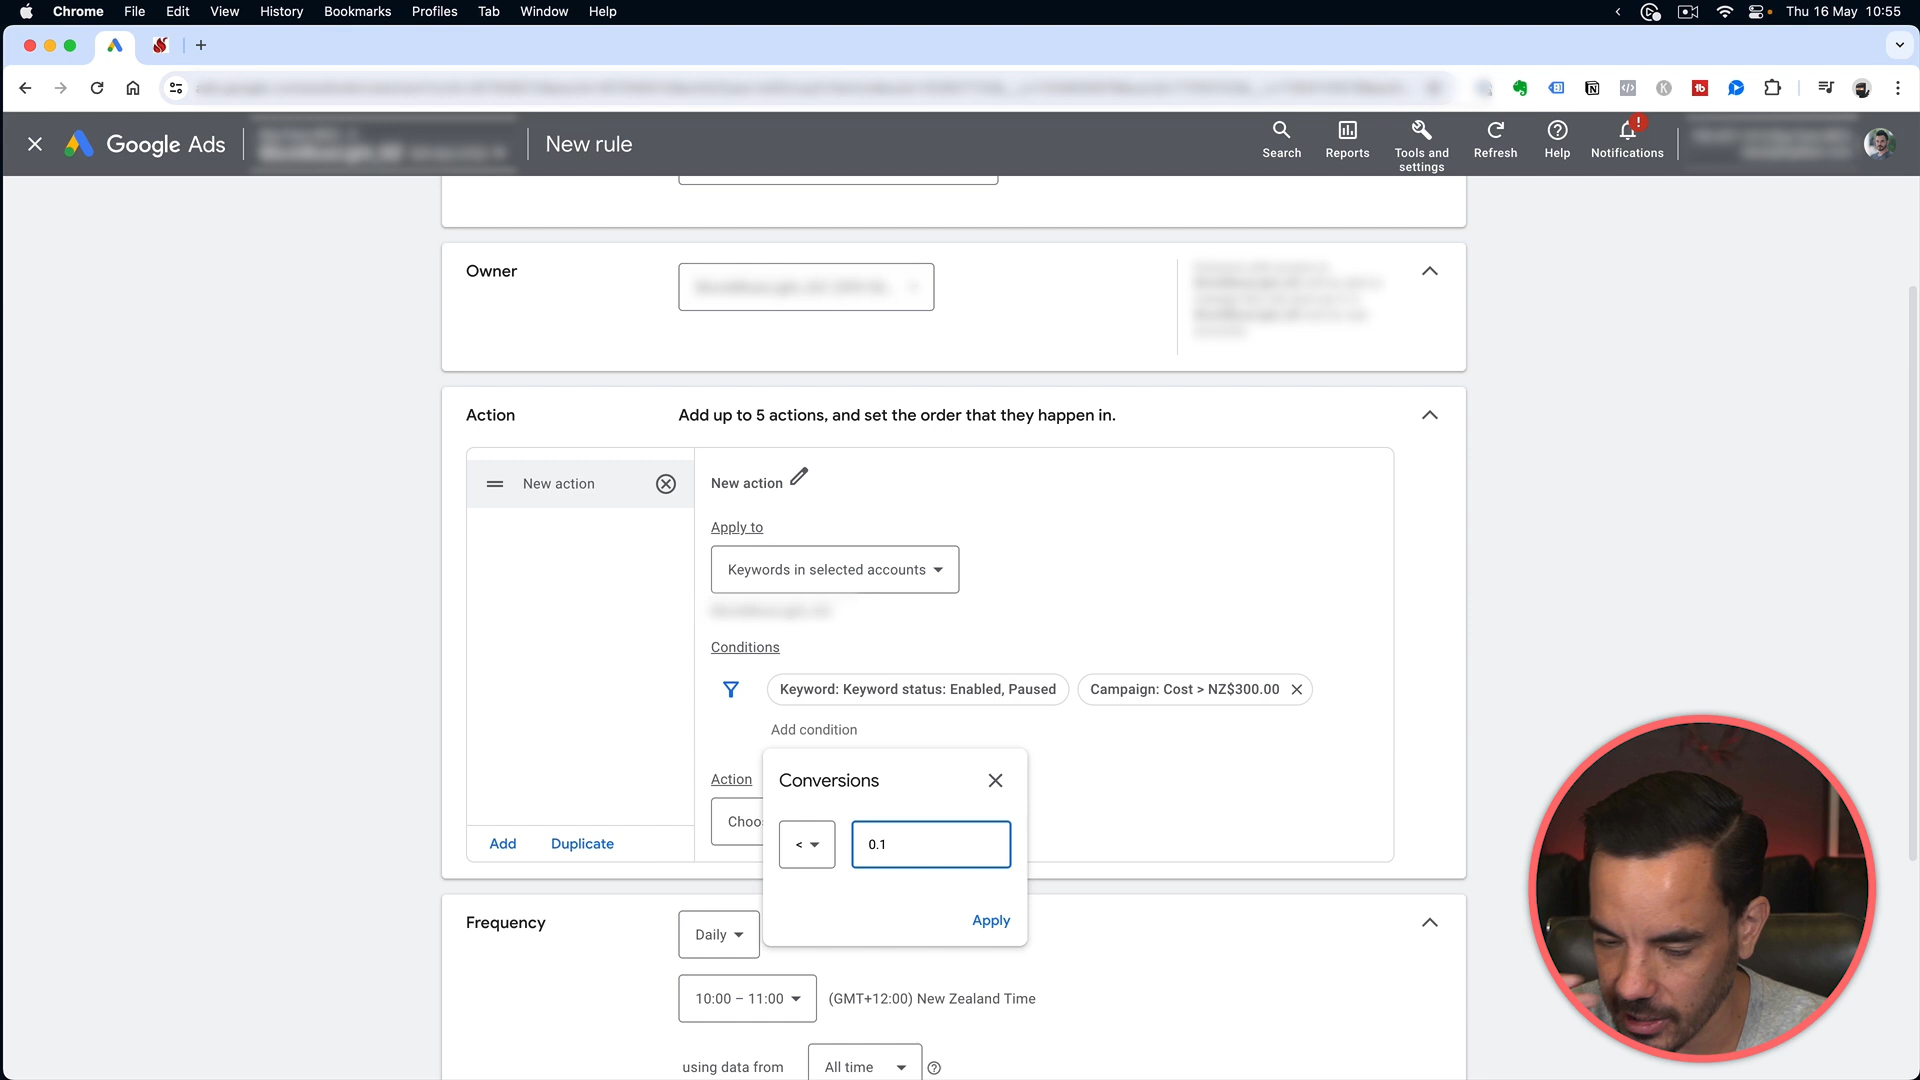 Chrome File Edit View History Bookmarks Profiles Tab Window Help Thu 16 May 10:55
Google Ads New rule Search Reports Tools and settings Refresh Help Notifications
Owner
Action Add up to 5 actions, and set the order that they happen in.
New action
New action
Apply to
Keywords in selected accounts
Conditions
Keyword: Keyword status: Enabled, Paused Campaign: Cost > NZ$300.00
Add condition
Action
Conversions
Choo
< 0.1
Add Duplicate
Apply
Frequency
Daily
10:00 – 11:00 (GMT+12:00) New Zealand Time
using data from All time